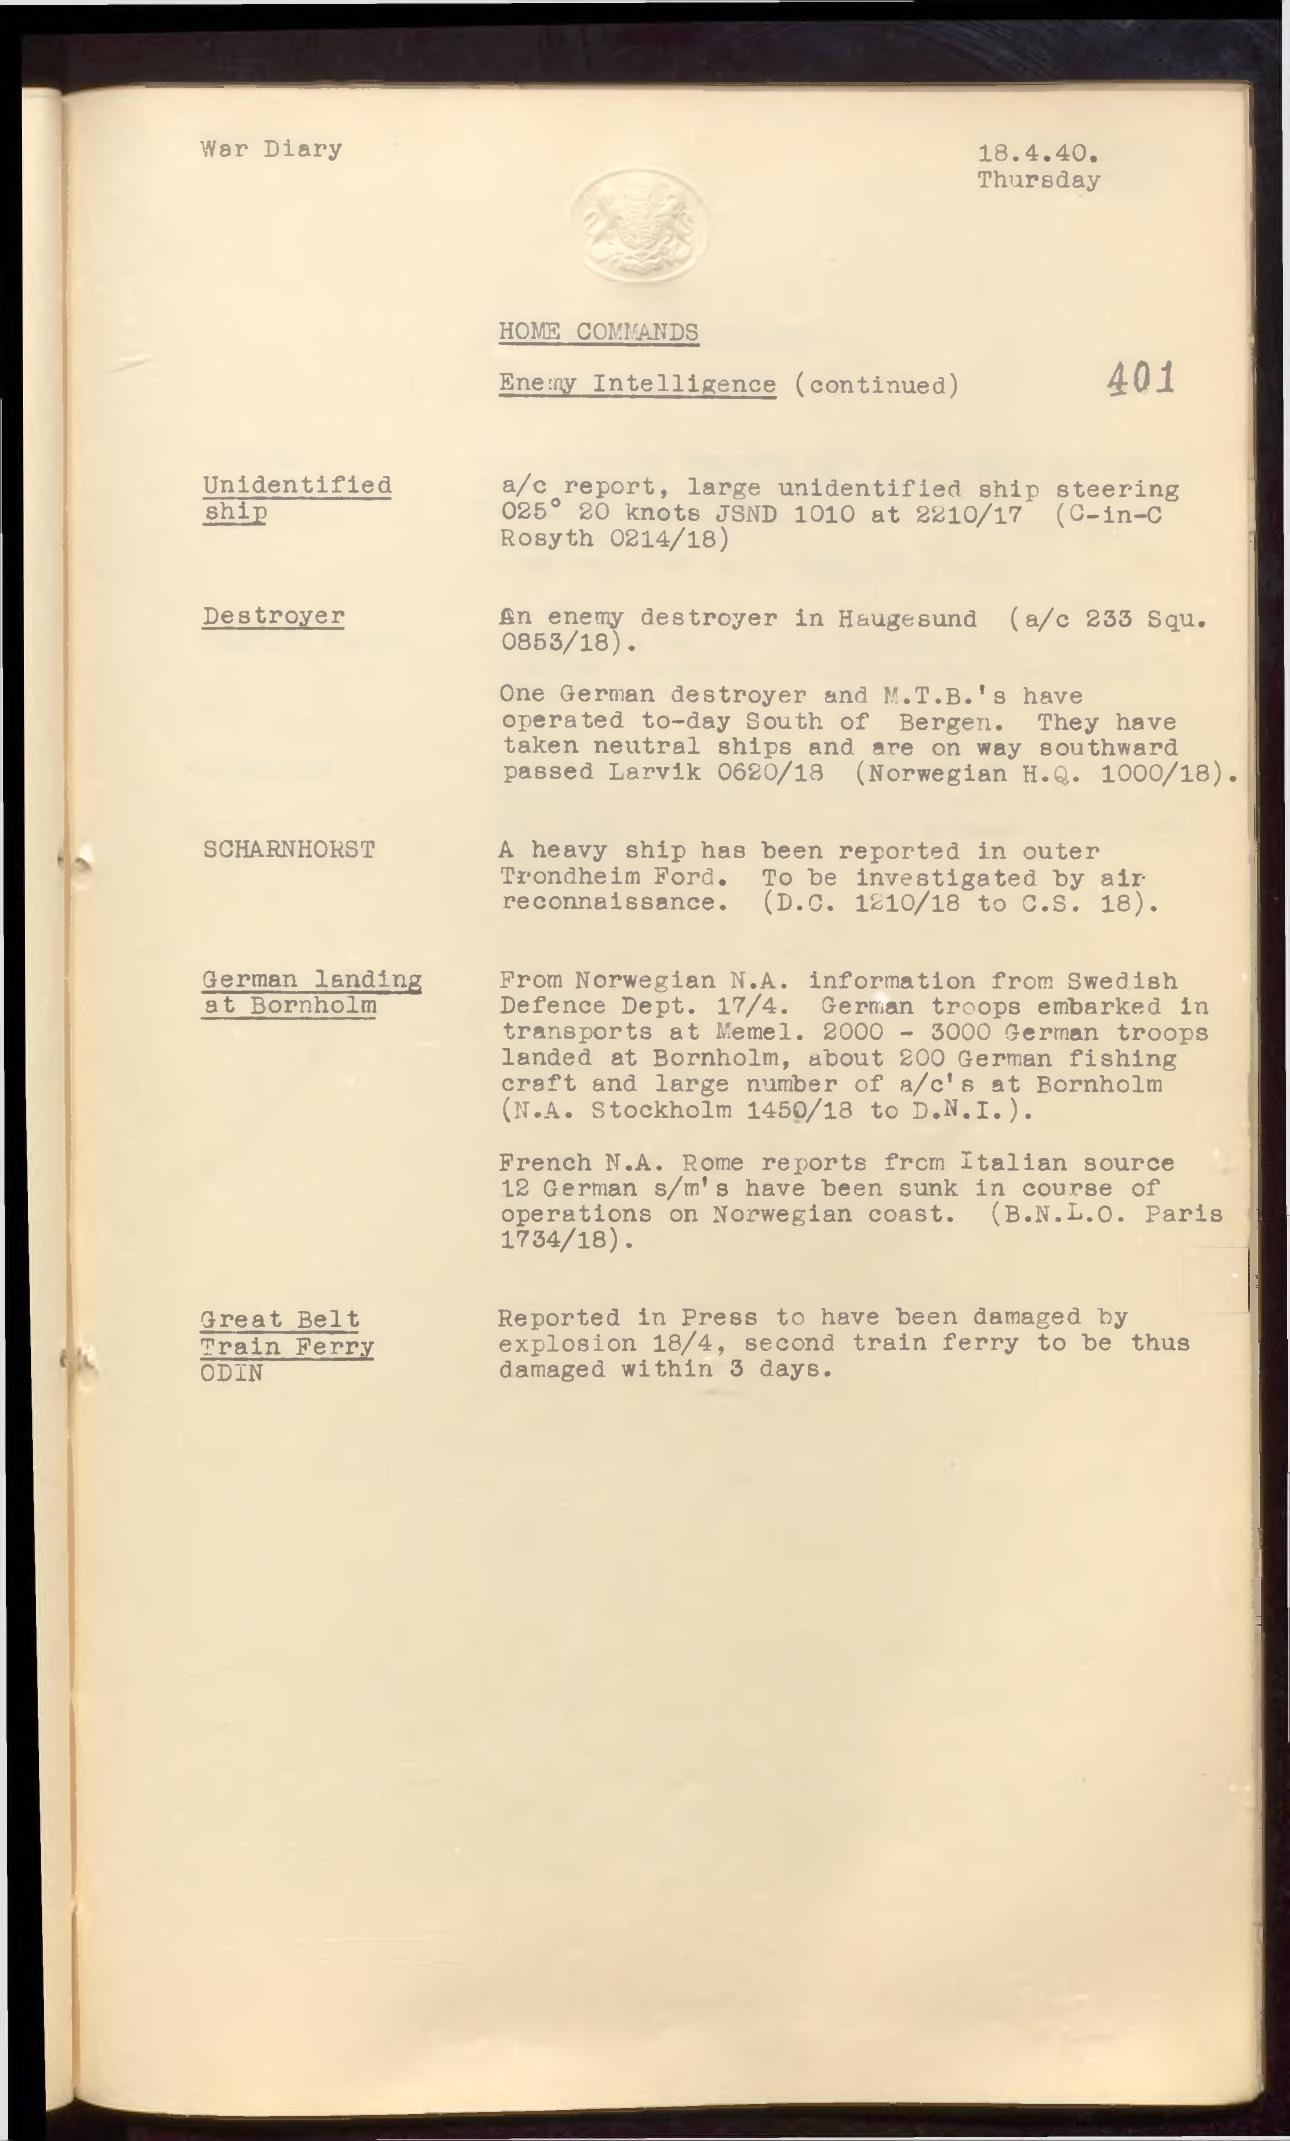 War Diary
18.4.40.
Thursday
HOME COMMANDS
Enemy Intelligence (continued)
401
Unidentified
ship
a/c report, large unidentified ship steering
025° 20 knots JSND 1010 at 2210/17 (C-in-C
Rosyth 0214/18)
Destroyer
An enemy destroyer in Haugesund (a/c 233 Squ.
0853/18).
One German destroyer and M.T.B.'s have
operated to-day South of Bergen. They have
taken neutral ships and are on way southward
passed Larvik 0620/18 (Norwegian H.Q. 1000/18).
SCHARNHORST
A heavy ship has been reported in outer
Trondheim Ford. To be investigated by air
reconnaissance. (D.C. 1210/18 to C.S. 18).
German landing
at Bornholm
From Norwegian N.A. information from Swedish
Defence Dept. 17/4. German troops embarked in
transports at Memel. 2000 - 3000 German troops
landed at Bornholm, about 200 German fishing
craft and large number of a/c's at Bornholm
(N.A. Stockholm 1450/18 to D.N.I.).
French N.A. Rome reports from Italian source
12 German s/m's have been sunk in course of
operations on Norwegian coast. (B.N.L.O. Paris
1734/18).
Great Belt
Train Ferry
ODIN
Reported in Press to have been damaged by
explosion 18/4, second train ferry to be thus
damaged within 3 days.